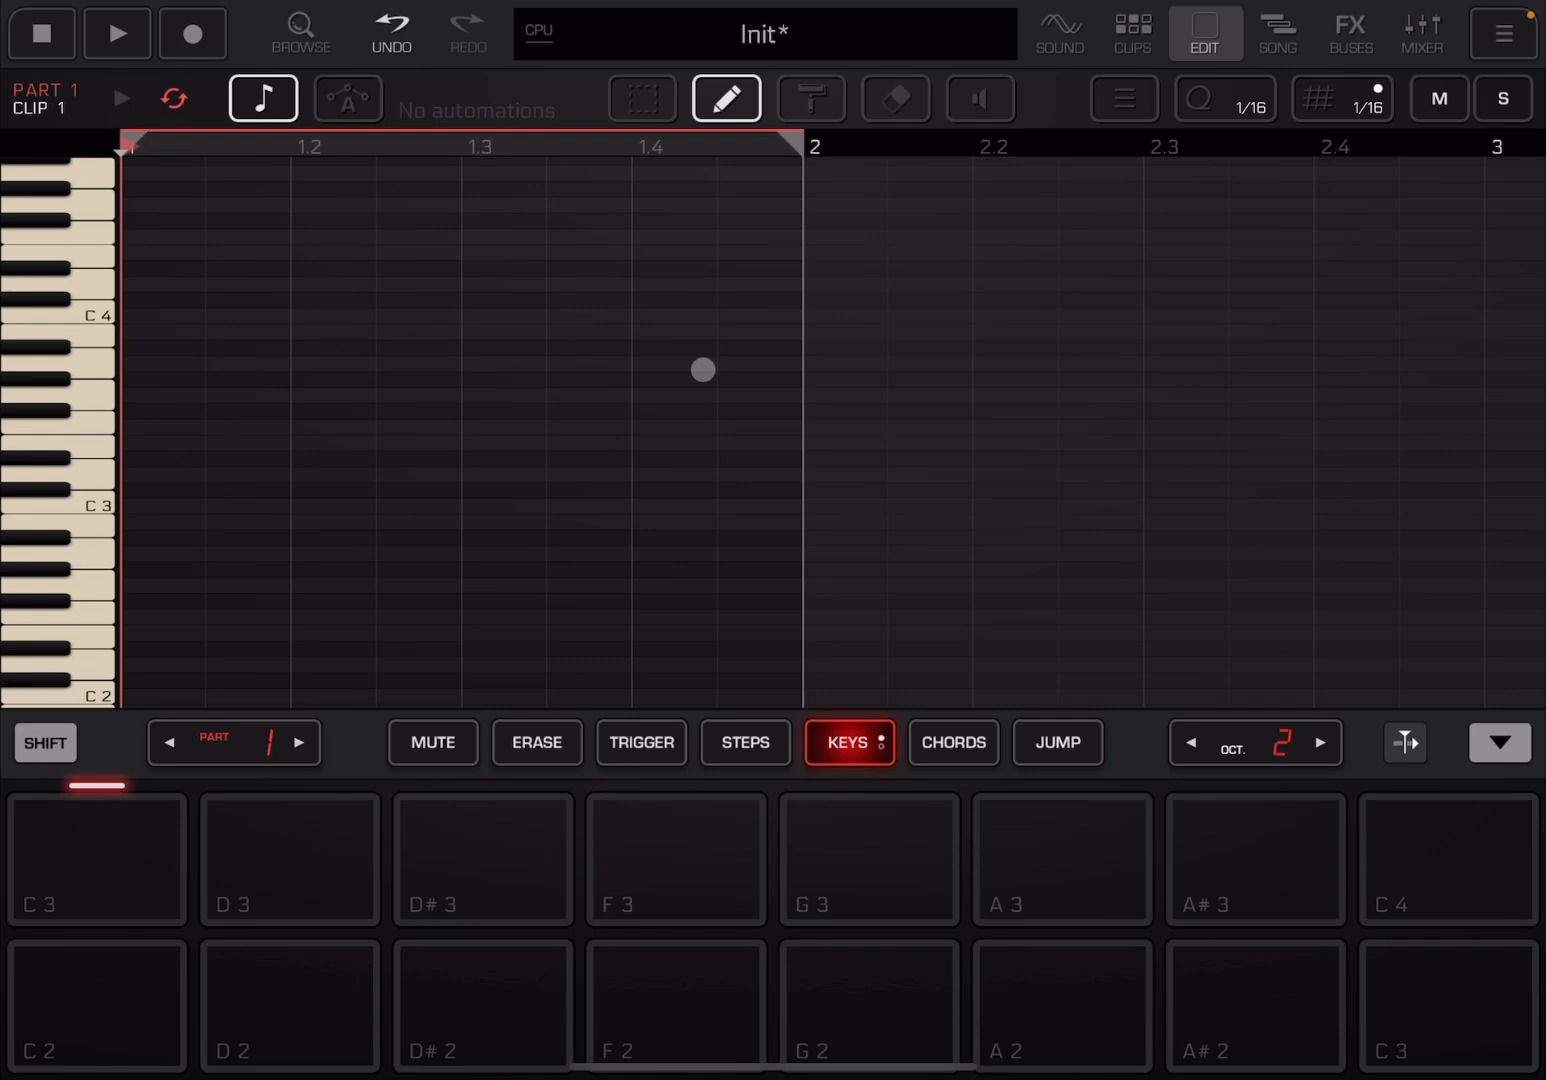 BROWSE
UNDO
REDO
CPU
Init*
SOUND
CLIPS
EDIT
SONG
FX
BUSES
MIXER
PART 1
CLIP 1
A
No automations
Q 1/16
1/16
M
S
1 1.2 1.3 1.4 2 2.2 2.3 2.4 3
C 4
C 3
C 2
SHIFT
PART 1
MUTE
ERASE
TRIGGER
STEPS
KEYS
CHORDS
JUMP
OCT. 2
C 3 D 3 D# 3 F 3 G 3 A 3 A# 3 C 4
C 2 D 2 D# 2 F 2 G 2 A 2 A# 2 C 3